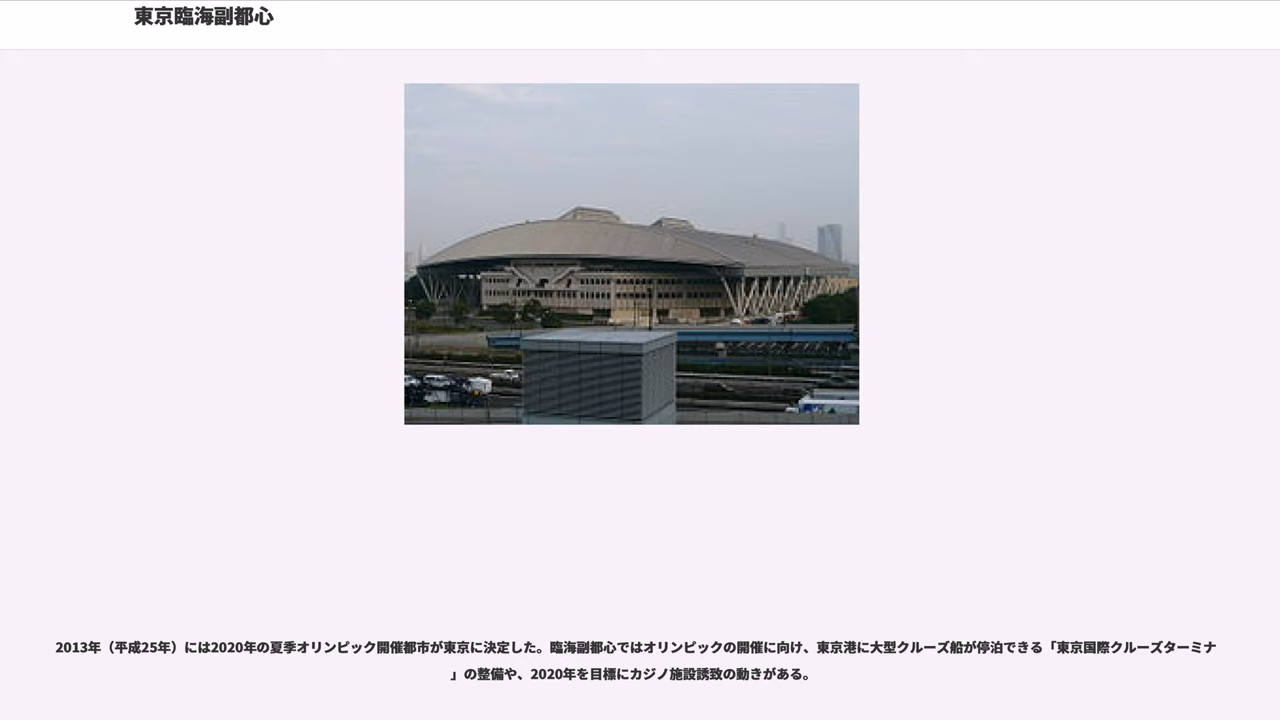 東京臨海副都心
2013年（平成25年）には2020年の夏季オリンピック開催都市が東京に決定した。臨海副都心ではオリンピックの開催に向け、東京港に大型クルーズ船が停泊できる「東京国際クルーズターミナ
」の整備や、2020年を目標にカジノ施設誘致の動きがある。